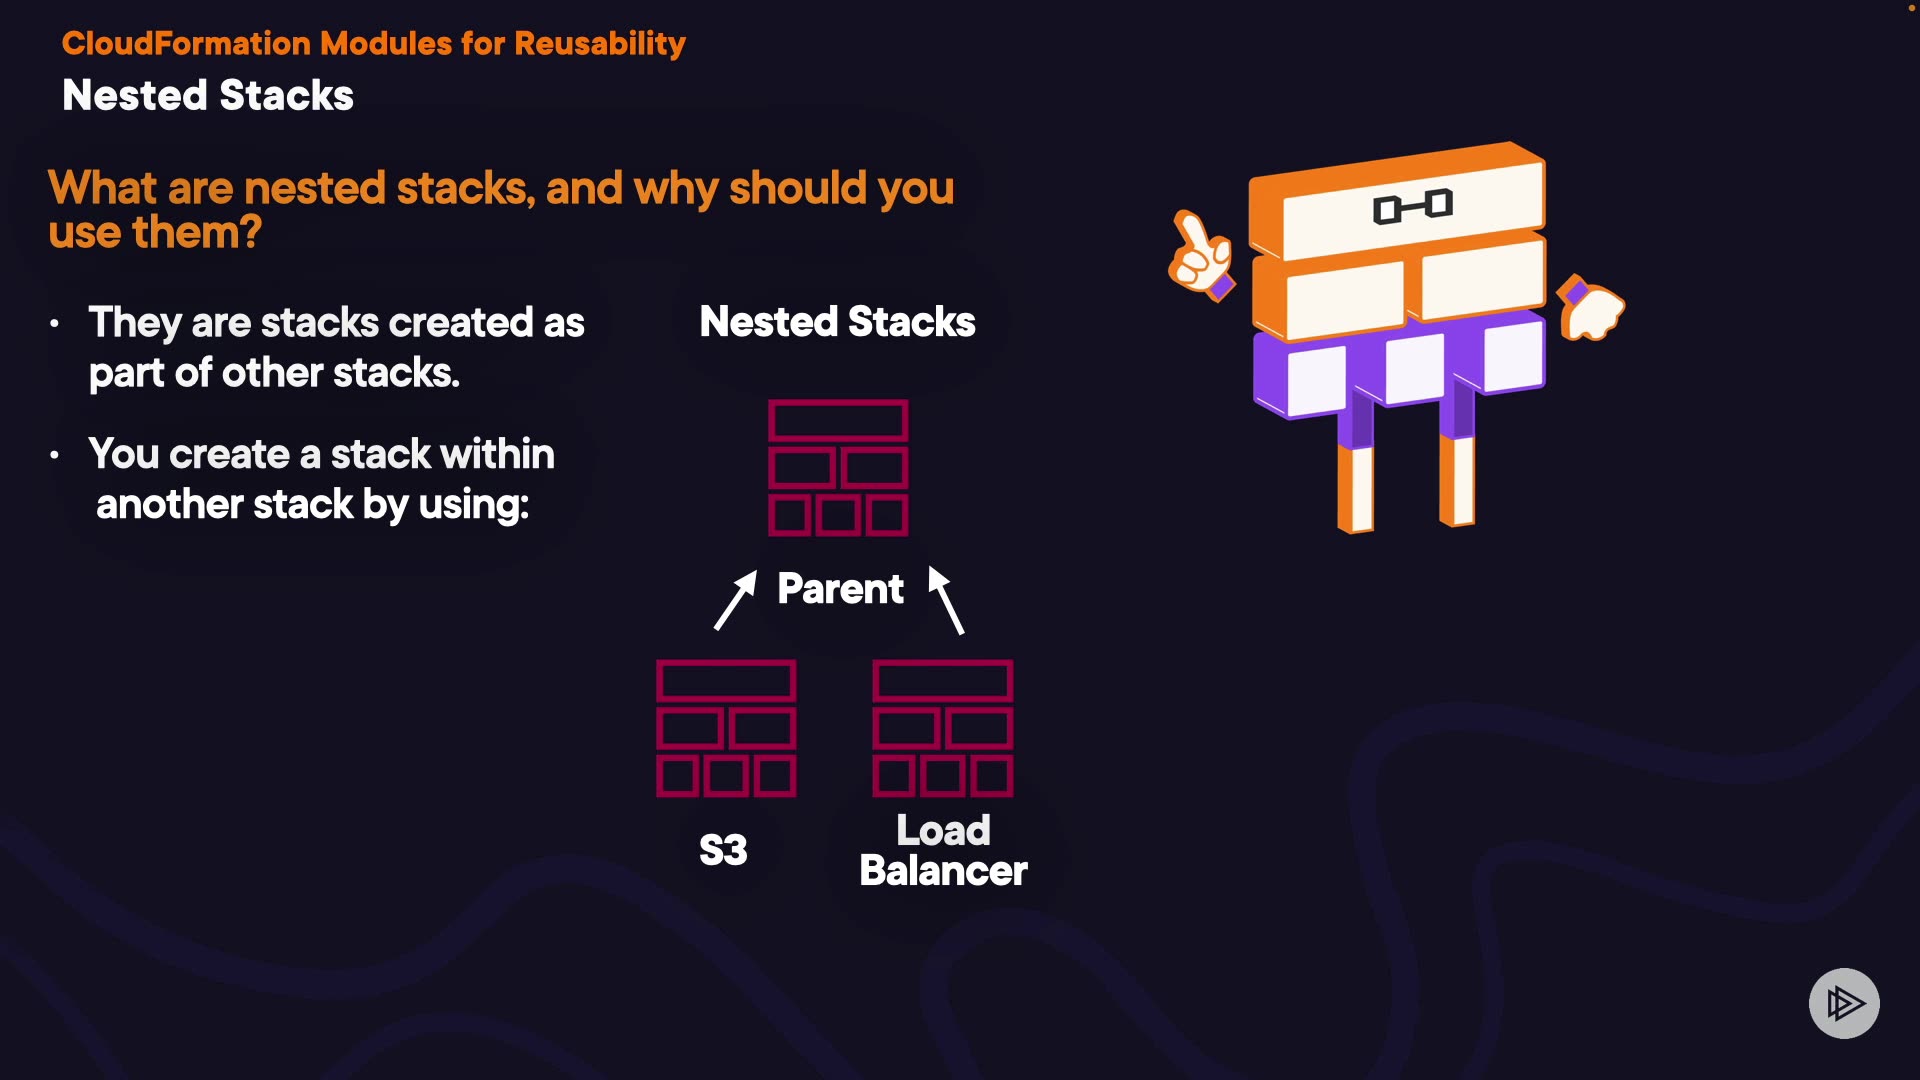 CloudFormation Modules for Reusability
Nested Stacks
What are nested stacks, and why should you
use them?
• They are stacks created as
part of other stacks.
• You create a stack within
another stack by using:
Nested Stacks
Parent
S3
Load
Balancer